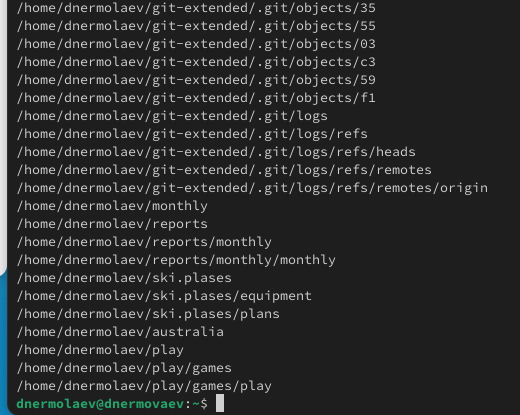 /home/dnermolaev/git-extended/.git/objects/35
/home/dnermolaev/git-extended/.git/objects/55
/home/dnermolaev/git-extended/.git/objects/03
/home/dnermolaev/git-extended/.git/objects/c3
/home/dnermolaev/git-extended/.git/objects/59
/home/dnermolaev/git-extended/.git/objects/f1
/home/dnermolaev/git-extended/.git/logs
/home/dnermolaev/git-extended/.git/logs/refs
/home/dnermolaev/git-extended/.git/logs/refs/heads
/home/dnermolaev/git-extended/.git/logs/refs/remotes
/home/dnermolaev/git-extended/.git/logs/refs/remotes/origin
/home/dnermolaev/monthly
/home/dnermolaev/reports
/home/dnermolaev/reports/monthly
/home/dnermolaev/reports/monthly/monthly
/home/dnermolaev/ski.plases
/home/dnermolaev/ski.plases/equipment
/home/dnermolaev/ski.plases/plans
/home/dnermolaev/australia
/home/dnermolaev/play
/home/dnermolaev/play/games
/home/dnermolaev/play/games/play
dnermolaev@dnermovaev:~$